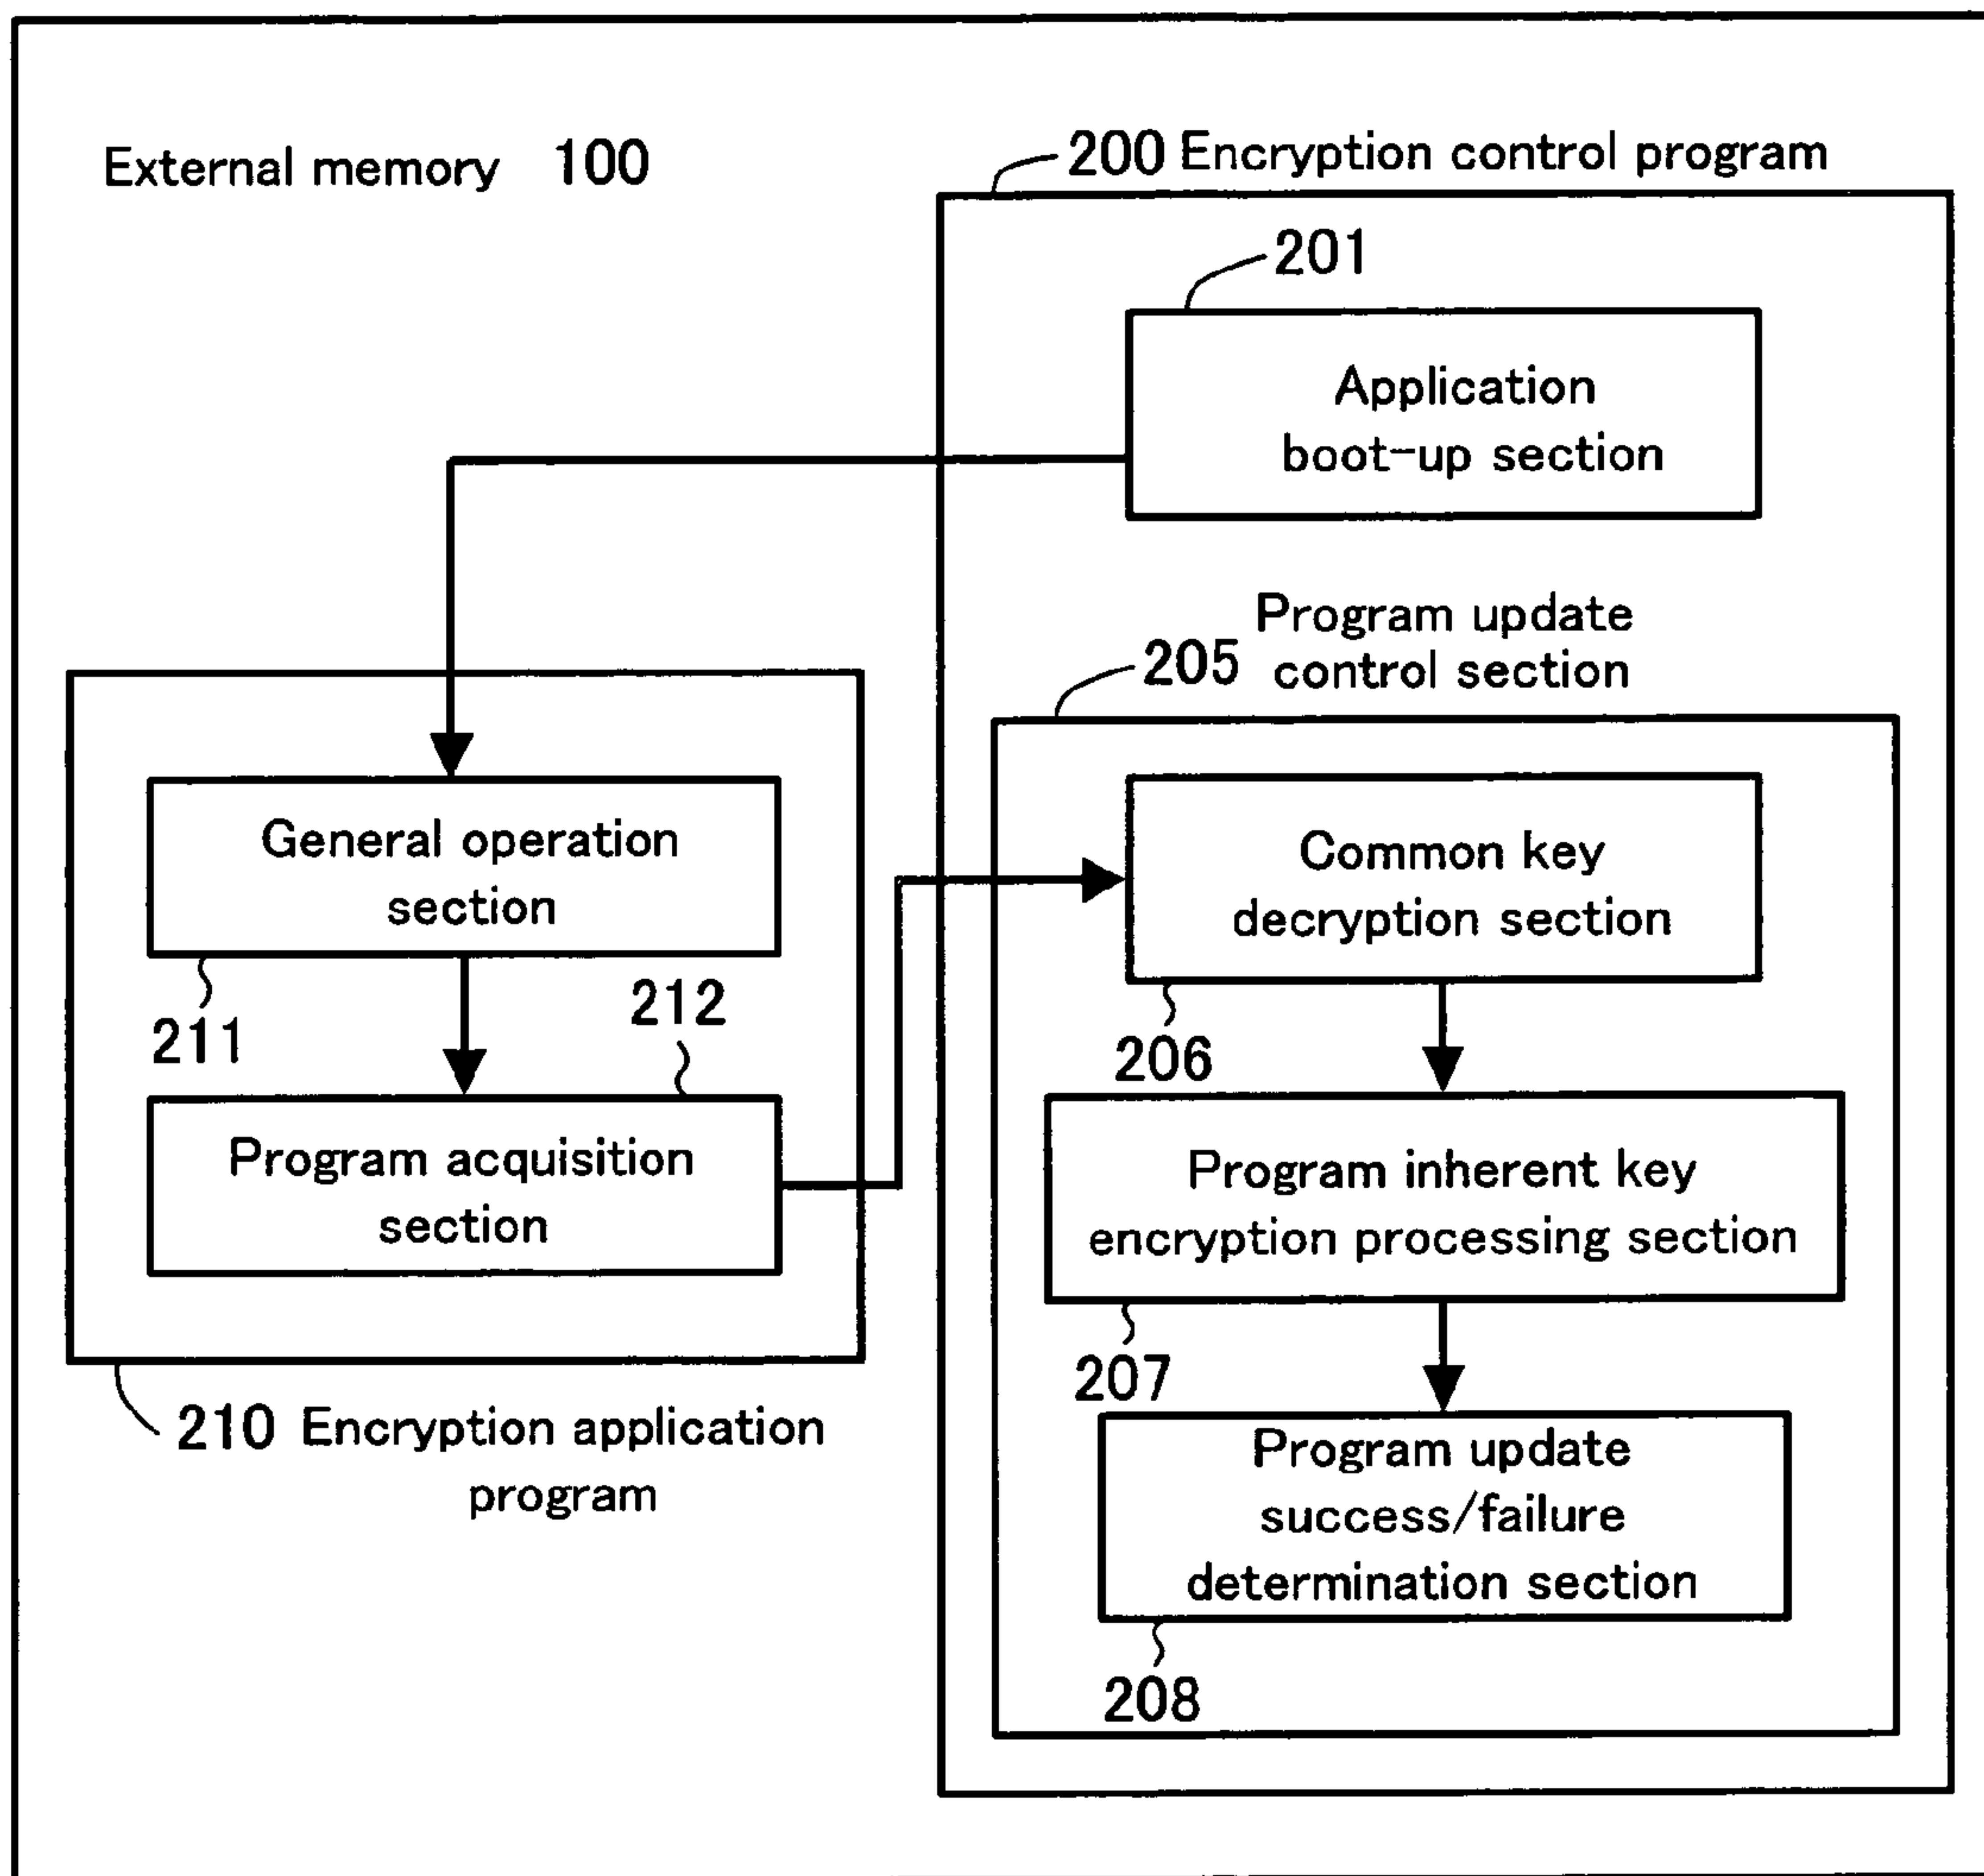 External memory 100
200 Encryption control program
201
Application
boot-up section
Program update
205 control section
General operation
section
211
212
Program acquisition
section
210 Encryption application
program
Common key
decryption section
206
Program inherent key
encryption processing section
207
Program update
success/failure
determination section
208